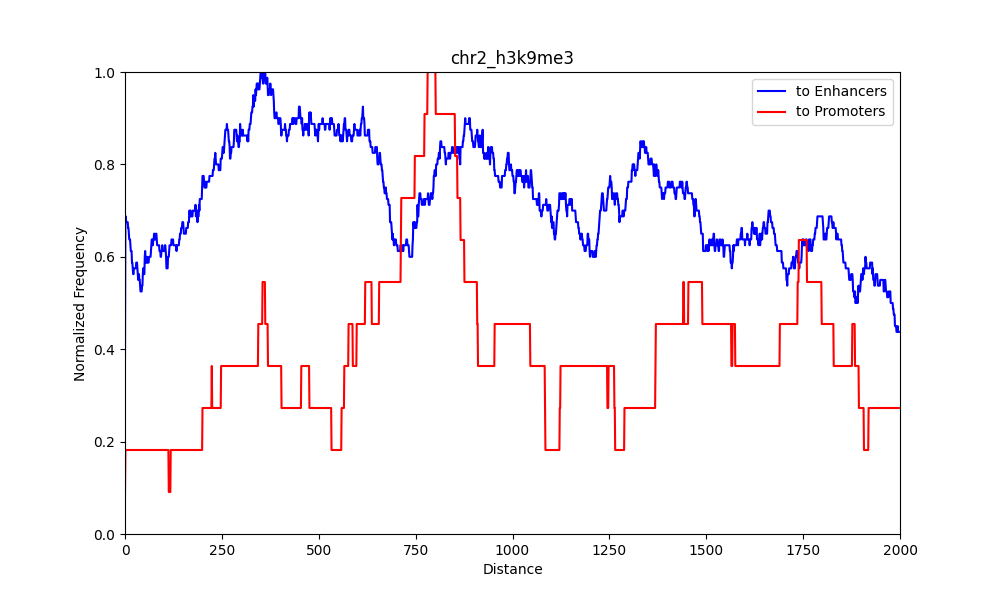 chr2_h3k9me3
to Enhancers
to Promoters
Normalized Frequency
1.0
0.8
0.6
0.4
0.2
0.0
0 250 500 750 1000 1250 1500 1750 2000
Distance